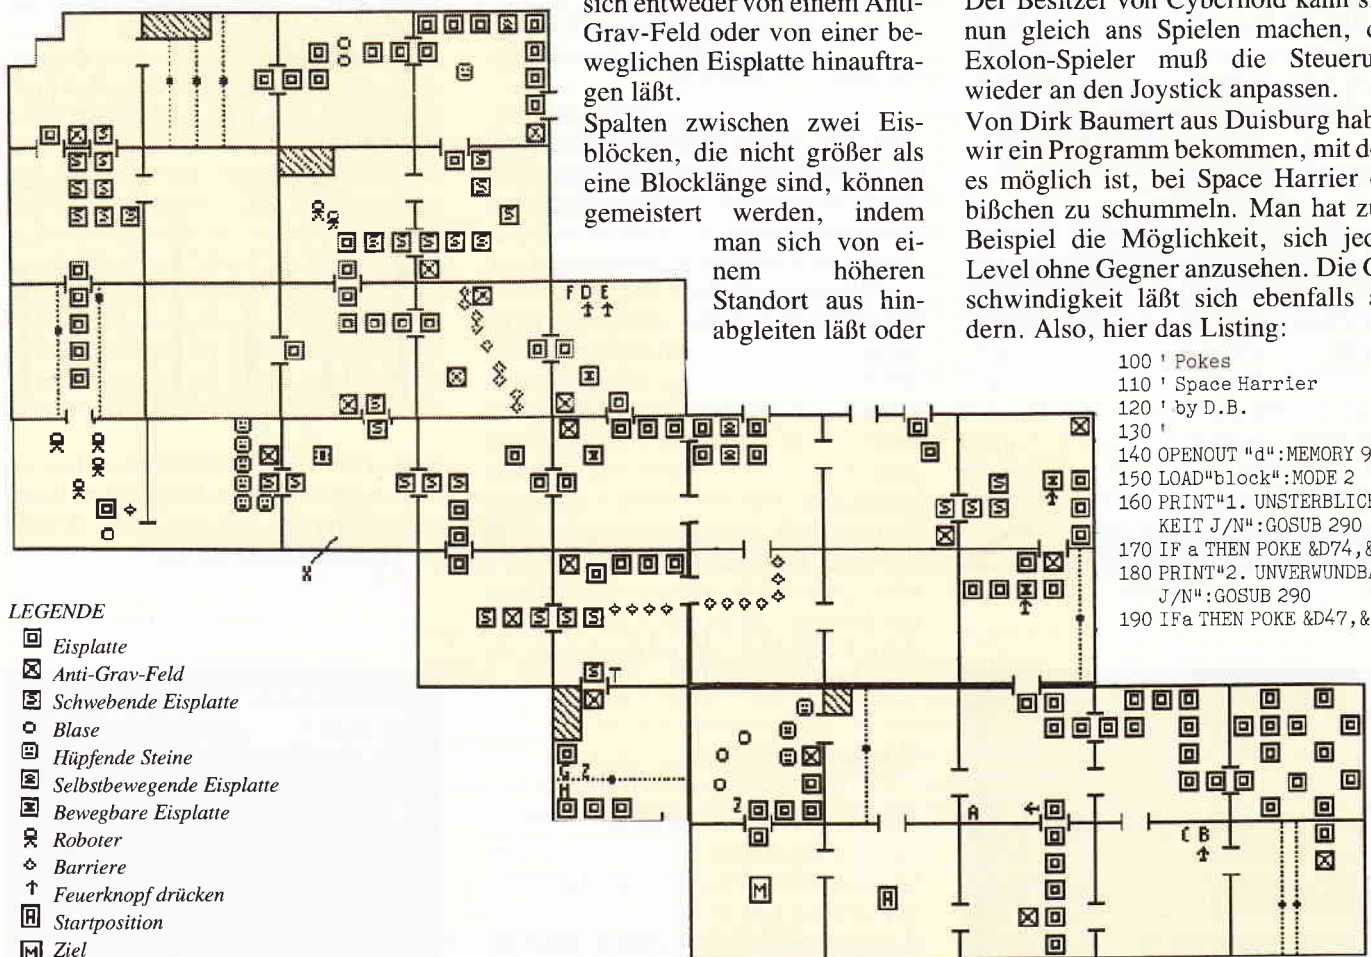 sich entweder von einem Anti-
Grav-Feld oder von einer be-
weglichen Eisplatte hinauftra-
gen läßt.
Spalten zwischen zwei Eis-
blöcken, die nicht größer als
eine Blocklänge sind, können
gemeistert werden, indem
man sich von ei-
nem höheren
Standort aus hin-
abgleiten läßt oder
Der Besitzer von Cybernoid kann
nun gleich ans Spielen machen,
Exolon-Spieler muß die Steueru
wieder an den Joystick anpassen.
Von Dirk Baumert aus Duisburg hab
wir ein Programm bekommen, mit
es möglich ist, bei Space Harrier
bißchen zu schummeln. Man hat zu
Beispiel die Möglichkeit, sich jed
Level ohne Gegner anzusehen. Die G
schwindigkeit läßt sich ebenfalls
dern. Also, hier das Listing:
100 ' Pokes
110 ' Space Harrier
120 ' by D.B.
130 '
140 OPENOUT "d":MEMORY 9
150 LOAD"block":MODE 2
160 PRINT"1. UNSTERBLICH
KEIT J/N":GOSUB 290
170 IF a THEN POKE &D74,&
180 PRINT"2. UNVERWUNDBA
J/N":GOSUB 290
190 IFa THEN POKE &D47,&
F D E
X
T
G Z
H
Z
A
C B
M
A
LEGENDE
Eisplatte
Anti-Grav-Feld
Schwebende Eisplatte
Blase
Hüpfende Steine
Selbstbewegende Eisplatte
Bewegbare Eisplatte
Roboter
Barriere
Feuerknopf drücken
A Startposition
M Ziel